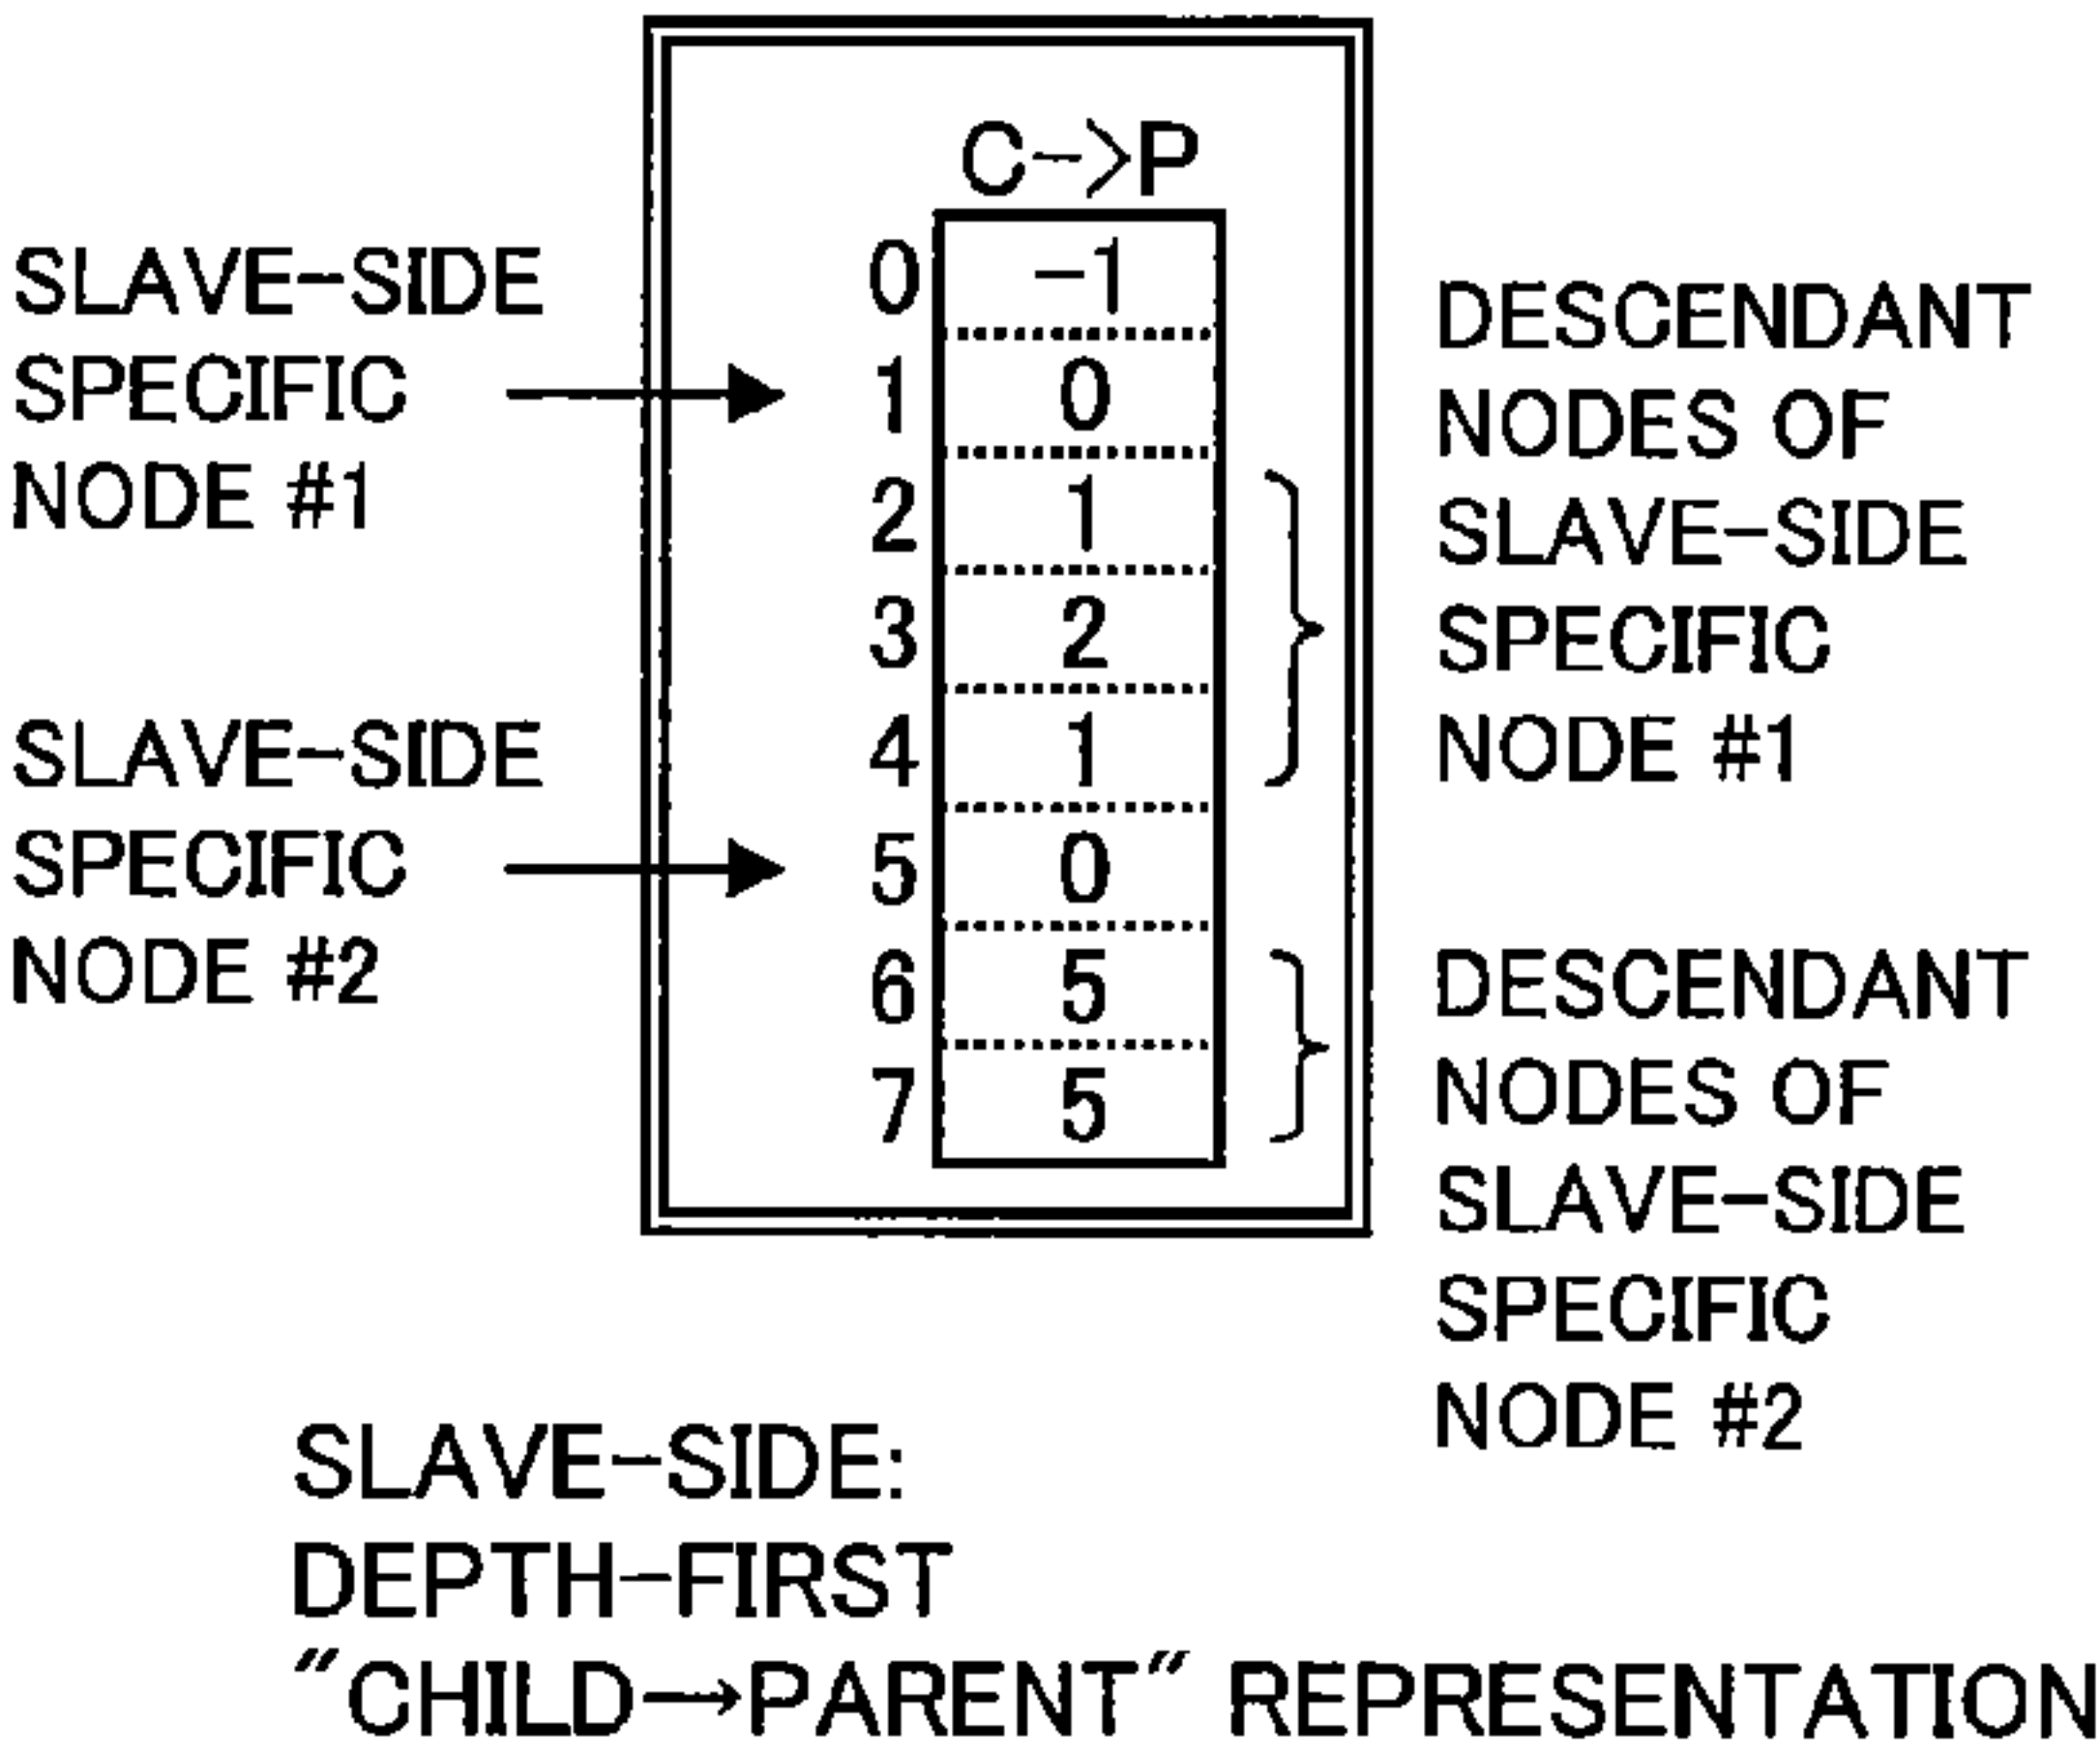 C->P
SLAVE-SIDE
SPECIFIC
NODE #1
SLAVE-SIDE
SPECIFIC
NODE #2
0 -1
1 0
2 1
3 2
4 1
5 0
6 5
7 5
DESCENDANT
NODES OF
SLAVE-SIDE
SPECIFIC
NODE #1
DESCENDANT
NODES OF
SLAVE-SIDE
SPECIFIC
NODE #2
SLAVE-SIDE:
DEPTH-FIRST
"CHILD→PARENT" REPRESENTATION